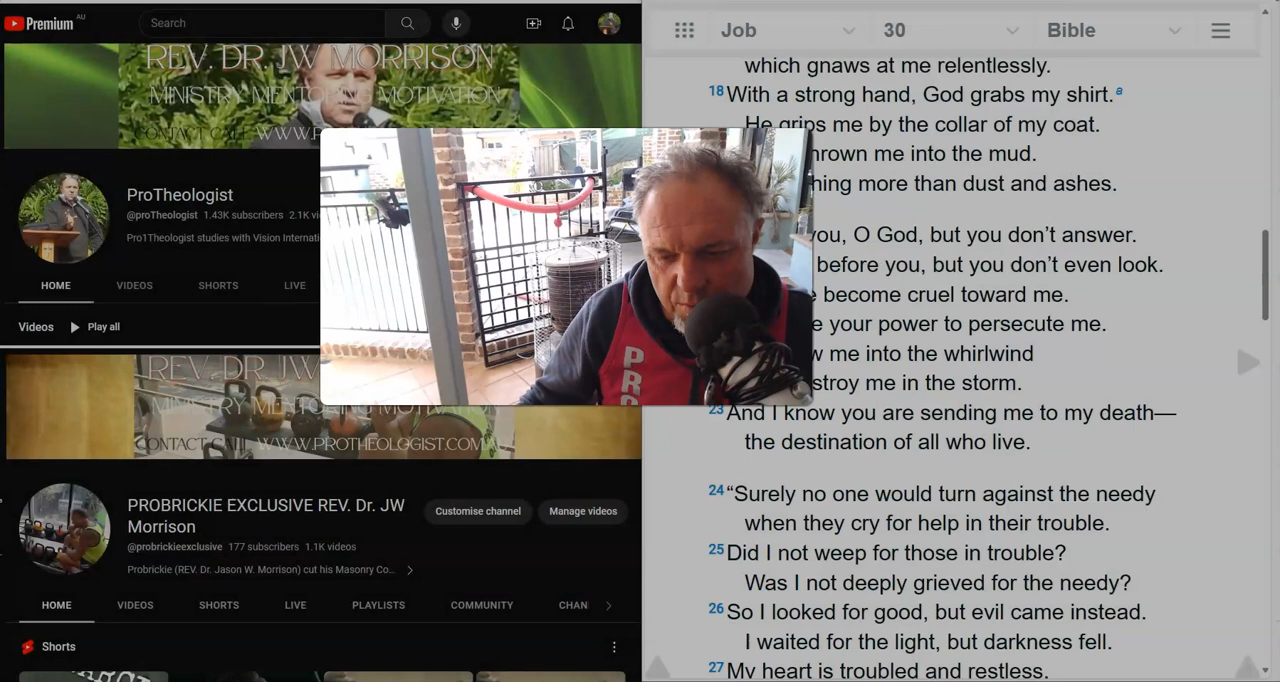 Premium AU
Search
REV. DR. JW MORRISON
MINISTRY MENTORING MOTIVATION
CONTACT CALL WWW.P
ProTheologist
@proTheologist 1.43K subscribers 2.1K vi
Pro1Theologist studies with Vision Internati
HOME VIDEOS SHORTS LIVE
Videos Play all
REV. DR. JW
MINISTRY MENTORING MOTIVATION
CONTACT CALL WWW.PROTHEOLOGIST.COM.A
PROBRICKIE EXCLUSIVE REV. Dr. JW
Morrison
Customise channel Manage videos
@probrickieexclusive 177 subscribers 1.1K videos
Probrickie (REV. Dr. Jason W. Morrison) cut his Masonry Co...
HOME VIDEOS SHORTS LIVE PLAYLISTS COMMUNITY CHAN
Shorts
PRO
Job 30 Bible
which gnaws at me relentlessly.
18 With a strong hand, God grabs my shirt.a
He grips me by the collar of my coat.
hrown me into the mud.
hing more than dust and ashes.
you, O God, but you don’t answer.
before you, but you don’t even look.
e become cruel toward me.
e your power to persecute me.
w me into the whirlwind
stroy me in the storm.
23 And I know you are sending me to my death—
the destination of all who live.
24 “Surely no one would turn against the needy
when they cry for help in their trouble.
25 Did I not weep for those in trouble?
Was I not deeply grieved for the needy?
26 So I looked for good, but evil came instead.
I waited for the light, but darkness fell.
27 My heart is troubled and restless.